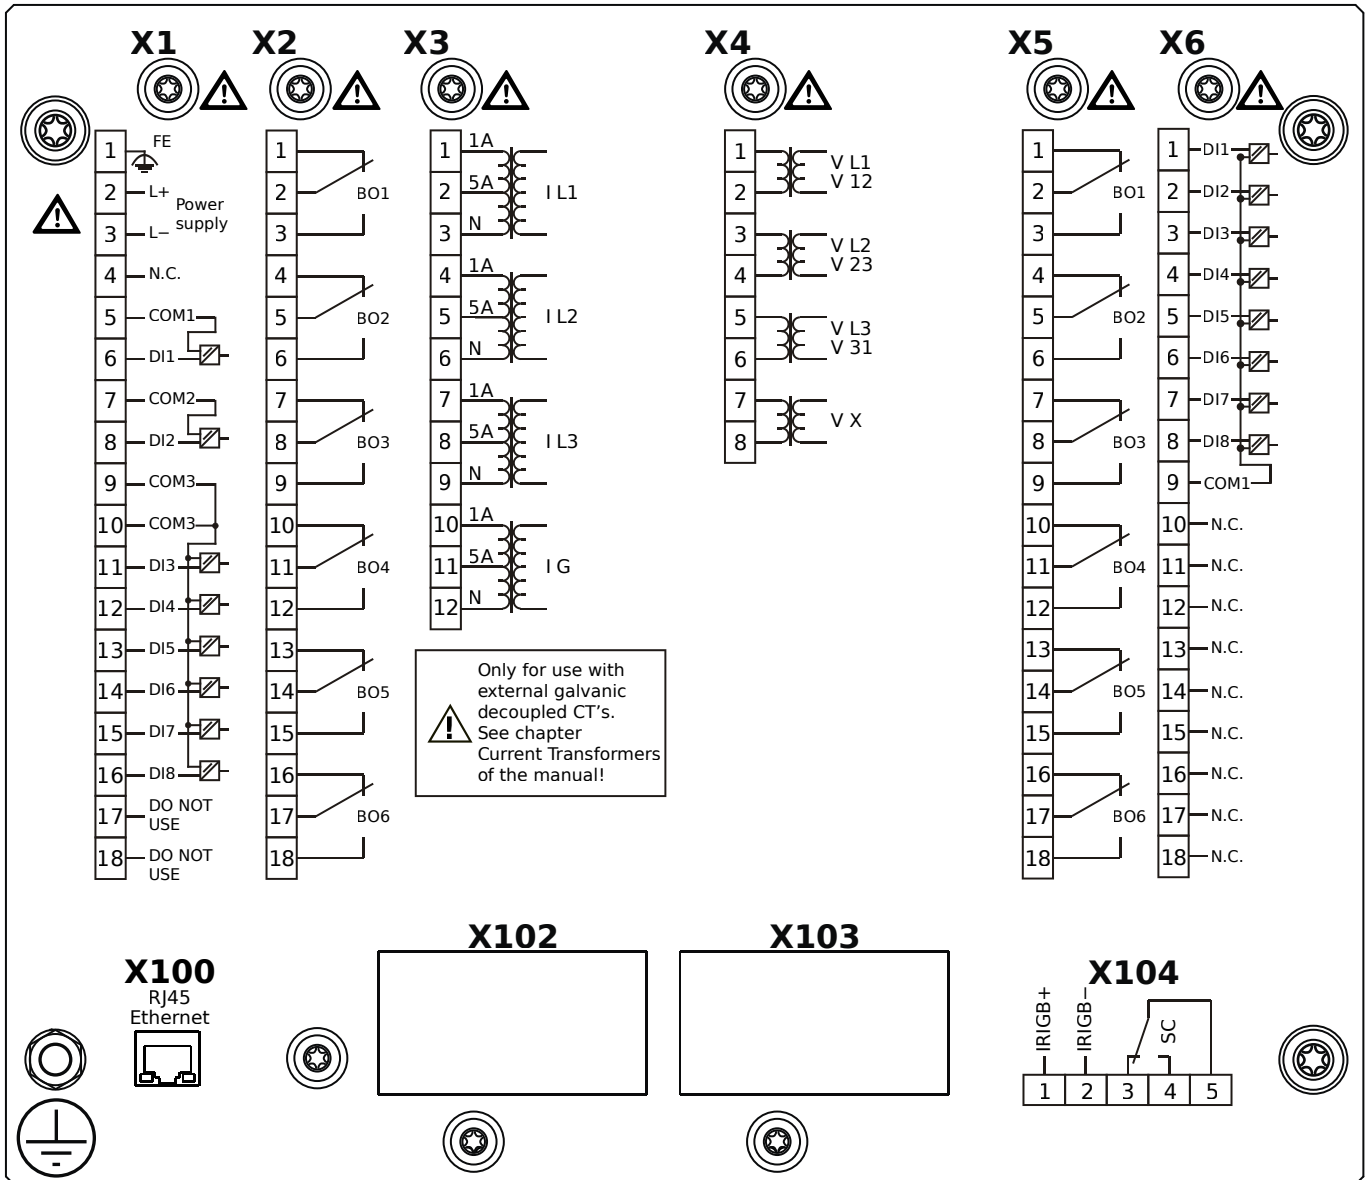 X1 X2 X3 X4 X5 X6
1 FE
2 L+
Power
supply
3 L−
4 N.C.
5 COM1
6 DI1
7 COM2
8 DI2
9 COM3
10 COM3
11 DI3
12 DI4
13 DI5
14 DI6
15 DI7
16 DI8
17 DO NOT
USE
18 DO NOT
USE
1
2 BO1
3
4
5 BO2
6
7
8 BO3
9
10
11 BO4
12
13
14 BO5
15
16
17 BO6
18
1 1A
2 5A I L1
3 N
4 1A
5 5A I L2
6 N
7 1A
8 5A I L3
9 N
10 1A
11 5A I G
12 N
Only for use with
external galvanic
decoupled CT's.
See chapter
Current Transformers
of the manual!
1 V L1
2 V 12
3 V L2
4 V 23
5 V L3
6 V 31
7 V X
8
1
2 BO1
3
4
5 BO2
6
7
8 BO3
9
10
11 BO4
12
13
14 BO5
15
16
17 BO6
18
1 DI1
2 DI2
3 DI3
4 DI4
5 DI5
6 DI6
7 DI7
8 DI8
9 COM1
10 N.C.
11 N.C.
12 N.C.
13 N.C.
14 N.C.
15 N.C.
16 N.C.
17 N.C.
18 N.C.
X100
RJ45
Ethernet
X102
X103
X104
IRIGB+ IRIGB− SC
1 2 3 4 5